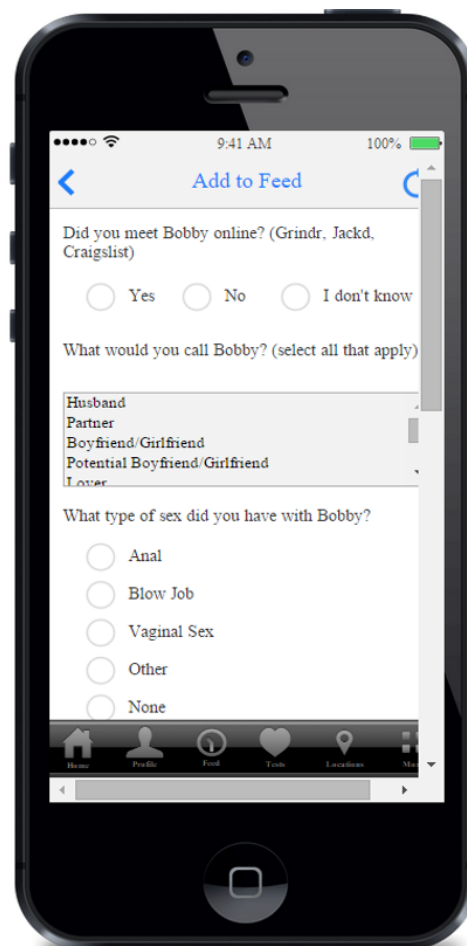 9:41 AM
100%
Add to Feed
Did you meet Bobby online? (Grindr, Jackd,
Craigslist)
Yes
No
I don't know
What would you call Bobby? (select all that apply)
Husband
Partner
Boyfriend/Girlfriend
Potential Boyfriend/Girlfriend
Lover
What type of sex did you have with Bobby?
Anal
Blow Job
Vaginal Sex
Other
None
Home
Profile
Feed
Tests
Locations